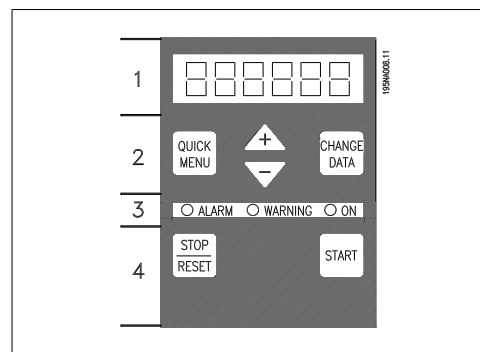 1
195NA008.11
2
QUICK
MENU
+
−
CHANGE
DATA
3
ALARM WARNING ON
4
STOP
RESET
START